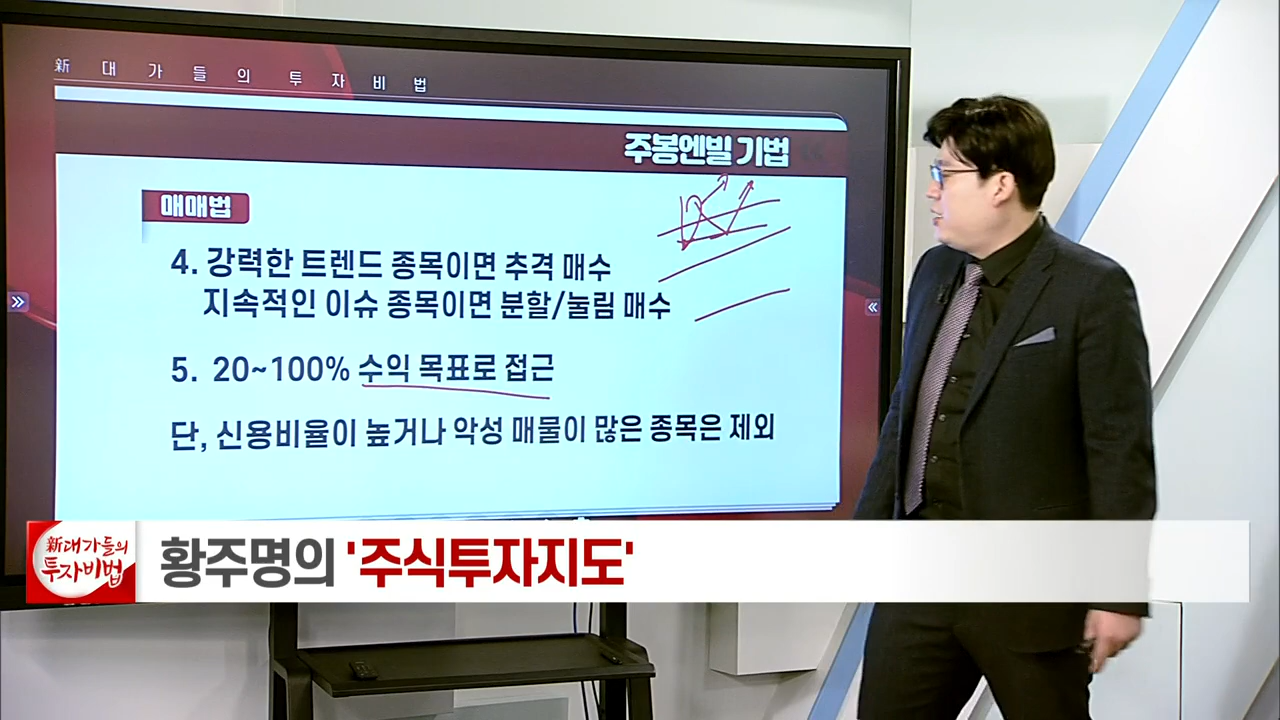 新 대 가 들 의 투 자 비 법
주봉엔빌 기법
매매법
4. 강력한 트렌드 종목이면 추격 매수
지속적인 이슈 종목이면 분할/눌림 매수
5. 20~100% 수익 목표로 접근
단, 신용비율이 높거나 악성 매물이 많은 종목은 제외
新대가들의
투자비법
황주명의 '주식투자지도'